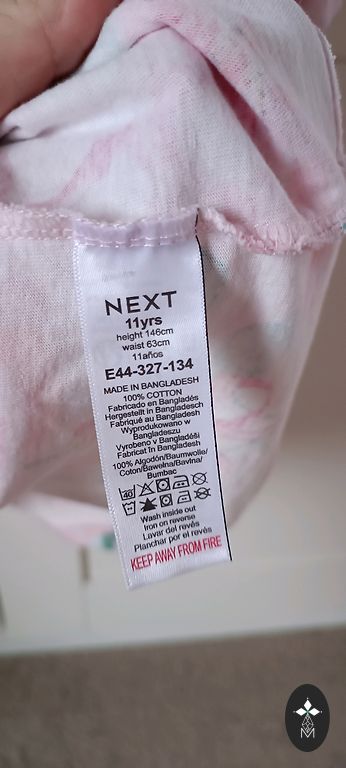 NEXT
11yrs
height 146cm
waist 63cm
11años
E44-327-134
MADE IN BANGLADESH
100% COTTON
Fabricado en Bangladés
Hergestellt in Bangladesch
Fabriqué au Bangladesh
Wyprodukowano w
Bangladeszu
Vyrobeno v Bangladéši
Fabricat în Bangladesh
100% Algodón/Baumwolle/
Coton/Bawełna/Bavlna/
Bumbac
40
Wash inside out
Iron on reverse
Lavar del revés
Planchar por el revés
KEEP AWAY FROM FIRE
M